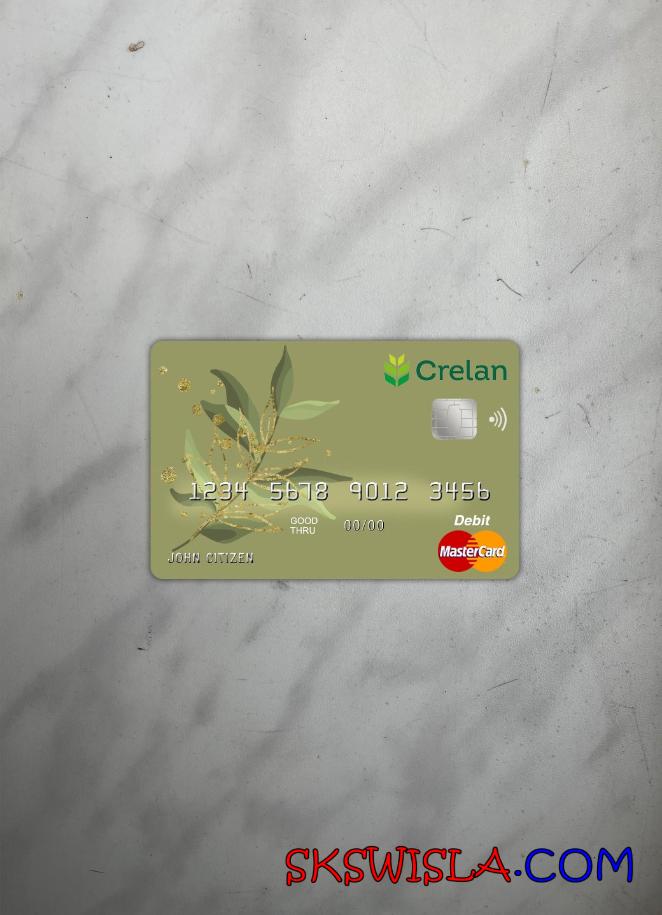 Crelan
1234 5678 9012 3456
GOOD
THRU
00/00
Debit
JOHN CITIZEN
MasterCard
SKSWISLA.COM